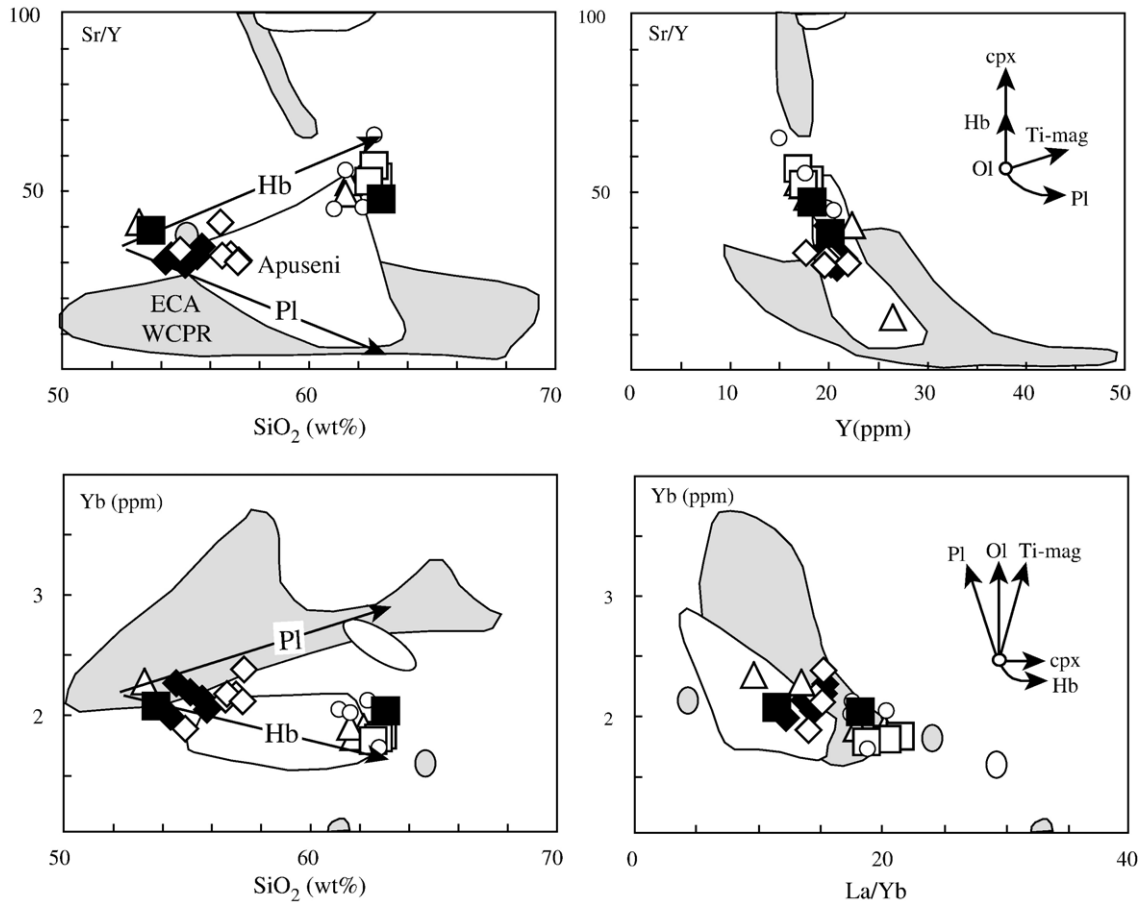 100
Sr/Y
50
Hb
Apuseni
ECA
WCPR
Pl
50
60
70
SiO2 (wt%)
100
Sr/Y
50
cpx
Hb
Ti-mag
Ol
Pl
0
10
20
30
40
50
Y(ppm)
Yb (ppm)
3
2
Pl
Hb
50
60
70
SiO2 (wt%)
Yb (ppm)
3
2
Pl
Ol
Ti-mag
cpx
Hb
0
20
40
La/Yb